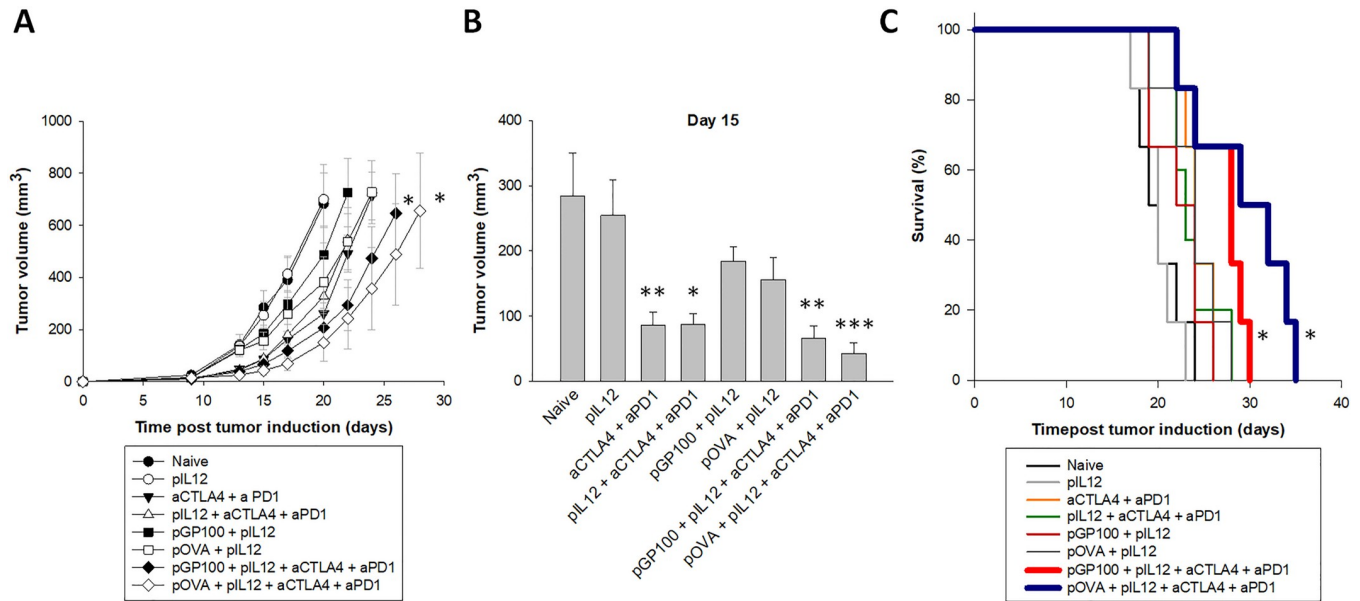 A
B
C
1000
800
600
400
200
0
Tumor volume (mm3)
* *
0 5 10 15 20 25 30
Time post tumor induction (days)
Naive
pIL12
aCTLA4 + a PD1
pIL12 + aCTLA4 + aPD1
pGP100 + pIL12
pOVA + pIL12
pGP100 + pIL12 + aCTLA4 + aPD1
pOVA + pIL12 + aCTLA4 + aPD1
Day 15
400
300
200
100
0
Tumor volume (mm3)
** * ** ***
Naive
pIL12
aCTLA4 + aPD1
pIL12 + aCTLA4 + aPD1
pGP100 + pIL12
pOVA + pIL12
pGP100 + pIL12 + aCTLA4 + aPD1
pOVA + pIL12 + aCTLA4 + aPD1
100
80
60
40
20
0
Survival (%)
* *
0 10 20 30 40
Timepost tumor induction (days)
Naive
pIL12
aCTLA4 + aPD1
pIL12 + aCTLA4 + aPD1
pGP100 + pIL12
pOVA + pIL12
pGP100 + pIL12 + aCTLA4 + aPD1
pOVA + pIL12 + aCTLA4 + aPD1